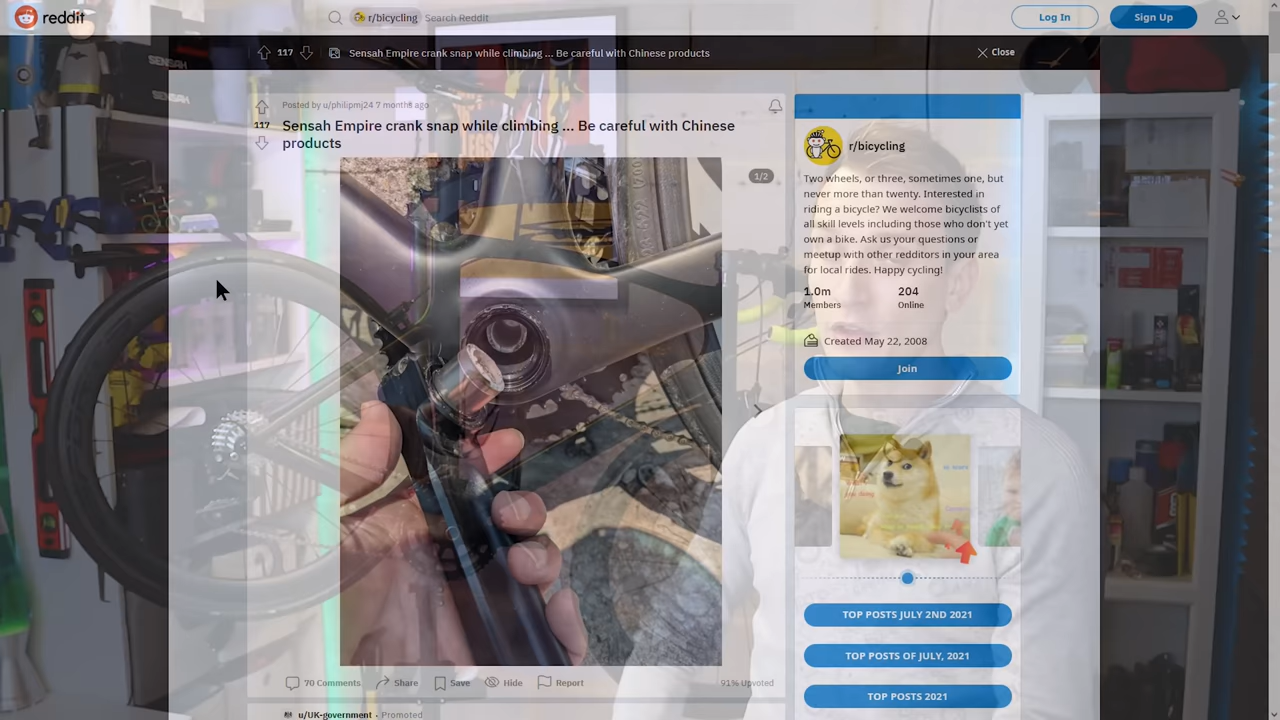 reddit
r/bicycling
Search Reddit
Log In
Sign Up
117
Sensah Empire crank snap while climbing ... Be careful with Chinese products
Close
Posted by u/philipmj24 7 months ago
117
Sensah Empire crank snap while climbing ... Be careful with Chinese
products
1/2
r/bicycling
Two wheels, or three, sometimes one, but
never more than twenty. Interested in
riding a bicycle? We welcome bicyclists of
all skill levels including those who don't yet
own a bike. Ask us your questions or
meetup with other redditors in your area
for local rides. Happy cycling!
1.0m
204
Members
Online
Created May 22, 2008
Join
TOP POSTS JULY 2ND 2021
TOP POSTS OF JULY, 2021
TOP POSTS 2021
70 Comments
Share
Save
Hide
Report
91% Upvoted
u/UK-government · Promoted
SENSAH